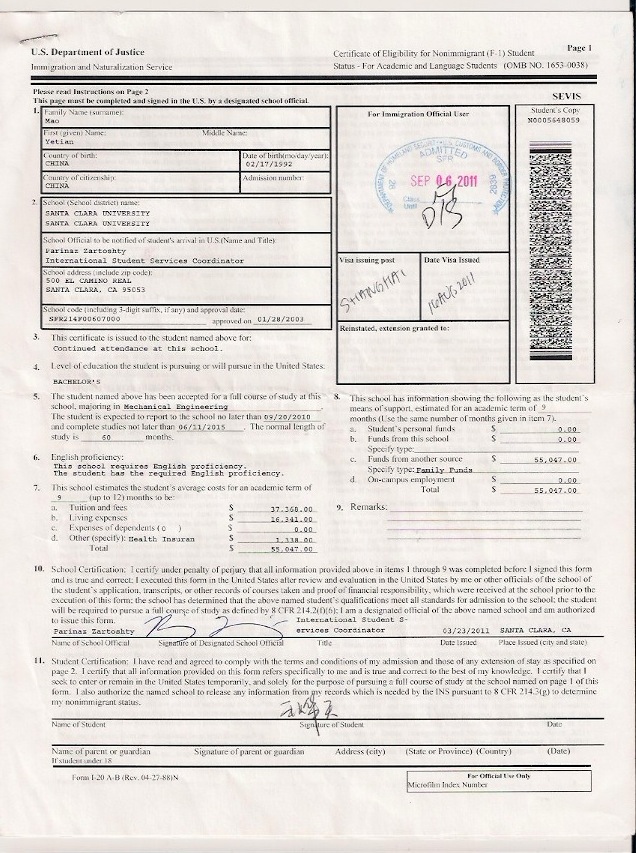 U.S. Department of Justice
Immigration and Naturalization Service
Certificate of Eligibility for Nonimmigrant (F-1) Student
Status - For Academic and Language Students (OMB NO. 1653-0038)
Page 1
Please read Instructions on Page 2
This page must be completed and signed in the U.S. by a designated school official.
SEVIS
Student's Copy
N0005648059
1. Family Name (surname):
Mao
First (given) Name: Middle Name:
Yetian
Country of birth:
CHINA
Date of birth(mo/day/year):
02/17/1992
Country of citizenship:
CHINA
Admission number:
For Immigration Official User
ADMITTED
SFR
SEP 06 2011
Class
Until
D/S
2. School (School district) name:
SANTA CLARA UNIVERSITY
SANTA CLARA UNIVERSITY
School Official to be notified of student's arrival in U.S.(Name and Title):
Parinaz Zartoshty
International Student Services Coordinator
School address (include zip code):
500 EL CAMINO REAL
SANTA CLARA, CA 95053
School code (including 3-digit suffix, if any) and approval date:
SFR214F00607000 approved on 01/28/2003
Visa issuing post
SHANGHAI
Date Visa Issued
16AUG2011
Reinstated, extension granted to:
3. This certificate is issued to the student named above for:
Continued attendance at this school.
4. Level of education the student is pursuing or will pursue in the United States:
BACHELOR'S
5. The student named above has been accepted for a full course of study at this
school, majoring in Mechanical Engineering
The student is expected to report to the school no later than 09/20/2010
and complete studies not later than 06/11/2015 . The normal length of
study is 60 months.
6. English proficiency:
This school requires English proficiency.
The student has the required English proficiency.
7. This school estimates the student's average costs for an academic term of
9 (up to 12) months to be:
a. Tuition and fees $ 37,368.00
b. Living expenses $ 16,341.00
c. Expenses of dependents (0 ) $ 0.00
d. Other (specify): Health Insuran $ 1,338.00
Total $ 55,047.00
8. This school has information showing the following as the student's
means of support, estimated for an academic term of 9
months (Use the same number of months given in item 7).
a. Student's personal funds $ 0.00
b. Funds from this school $ 0.00
Specify type:
c. Funds from another source $ 55,047.00
Specify type: Family Funds
d. On-campus employment $ 0.00
Total $ 55,047.00
9. Remarks:
10. School Certification: I certify under penalty of perjury that all information provided above in items 1 through 9 was completed before I signed this form
and is true and correct; I executed this form in the United States after review and evaluation in the United States by me or other officials of the school of
the student's application, transcripts, or other records of courses taken and proof of financial responsibility, which were received at the school prior to the
execution of this form; the school has determined that the above named student's qualifications meet all standards for admission to the school; the student
will be required to pursue a full course of study as defined by 8 CFR 214.2(f)(6); I am a designated official of the above named school and am authorized
to issue this form.
Parinaz Zartoshty
International Student S-
ervices Coordinator
03/23/2011 SANTA CLARA, CA
Name of School Official Signature of Designated School Official Title Date Issued Place Issued (city and state)
11. Student Certification: I have read and agreed to comply with the terms and conditions of my admission and those of any extension of stay as specified on
page 2. I certify that all information provided on this form refers specifically to me and is true and correct to the best of my knowledge. I certify that I
seek to enter or remain in the United States temporarily, and solely for the purpose of pursuing a full course of study at the school named on page 1 of this
form. I also authorize the named school to release any information from my records which is needed by the INS pursuant to 8 CFR 214.3(g) to determine
my nonimmigrant status.
Name of Student Signature of Student Date
Name of parent or guardian Signature of parent or guardian Address (city) (State or Province) (Country) (Date)
If student under 18
Form I-20 A-B (Rev. 04-27-88)N
For Official Use Only
Microfilm Index Number